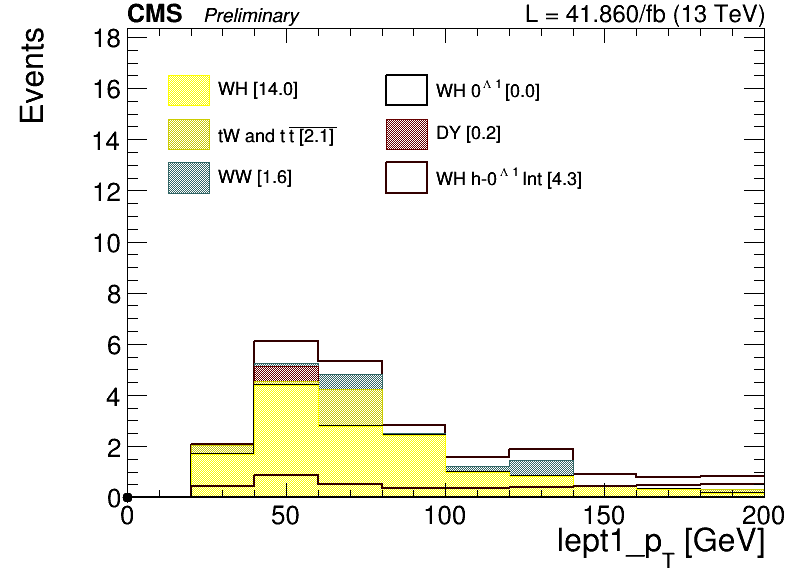 CMS Preliminary L = 41.860/fb (13 TeV)
Events
18
16
14
12
10
8
6
4
2
0
WH [14.0]
WH 0^Λ1 [0.0]
tW and t t̅ [2.1]
DY [0.2]
WW [1.6]
WH h-0^Λ1 Int [4.3]
0 50 100 150 200
lept1_p_T [GeV]